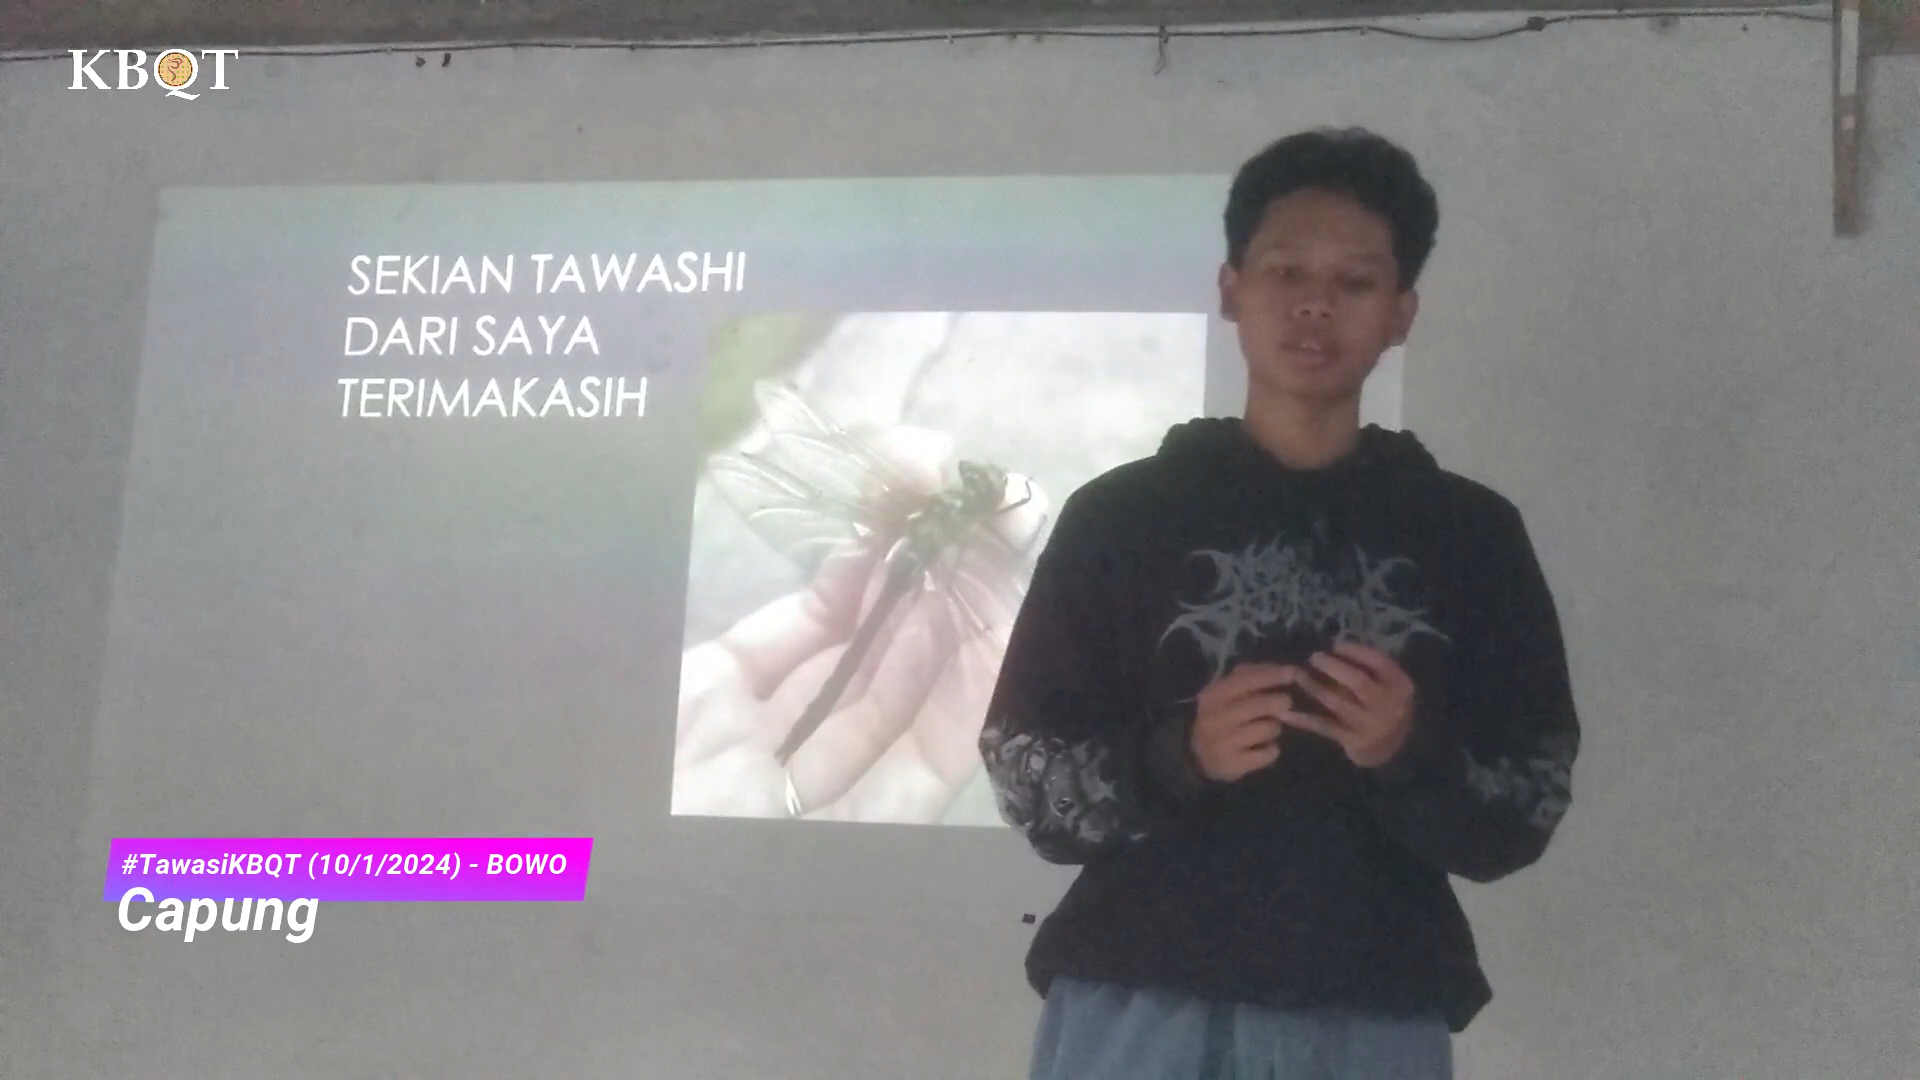 KBQT
SEKIAN TAWASHI
DARI SAYA
TERIMAKASIH
#TawasiKBQT (10/1/2024) - BOWO
Capung